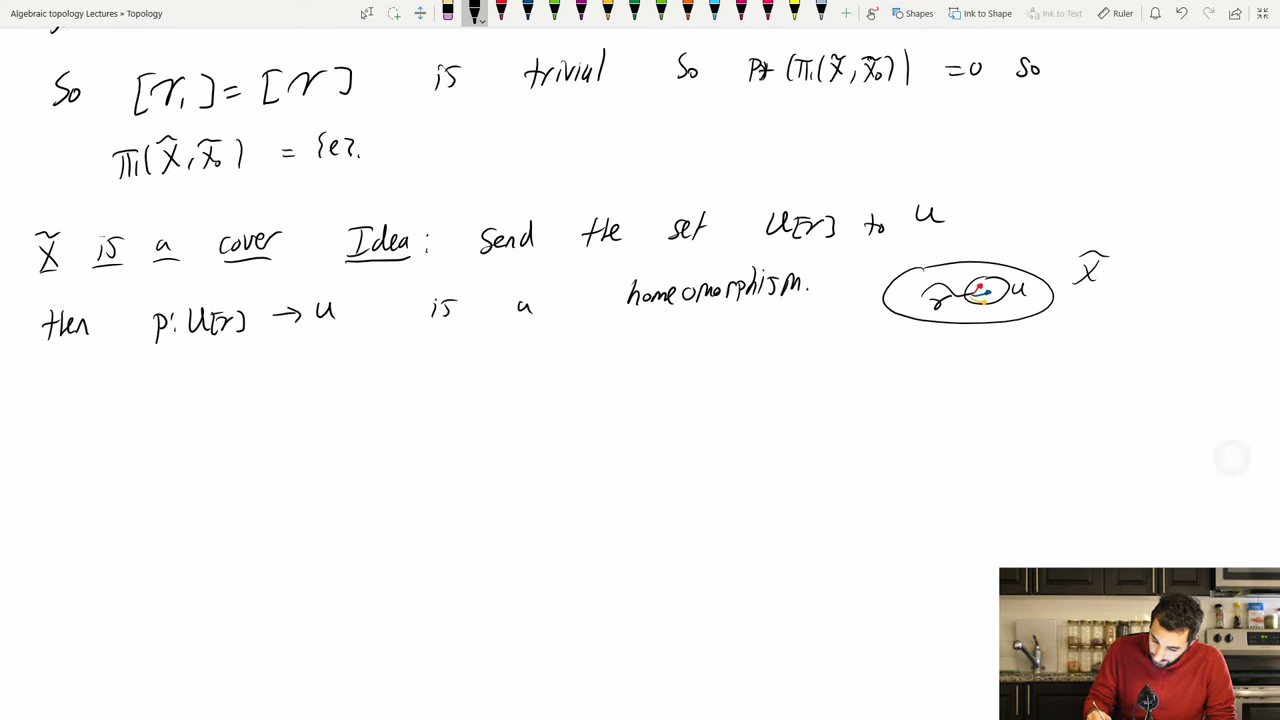 Algebraic topology Lectures » Topology
Shapes Ink to Shape Ink to Text Ruler
So [γ₁] = [γ] is trivial So p_* (π₁(X̃, x̃₀)) = 0 So
π₁(X̃, x̃₀) = {e}.
X̃ is a cover Idea: Send the set U[γ] to U
then p: U[γ] → U is a homeomorphism.
γ U X̃